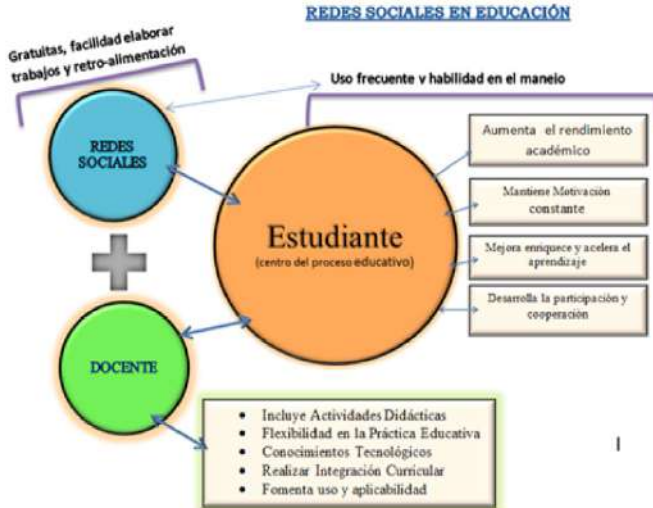 REDES SOCIALES EN EDUCACIÓN
Gratuitas, facilidad elaborar
trabajos y retro-alimentación
Uso frecuente y habilidad en el manejo
REDES
SOCIALES
Aumenta el rendimiento
académico
Mantiene Motivación
constante
Estudiante
(centro del proceso educativo)
Mejora enriquece y acelera el
aprendizaje
Desarrolla la participación y
cooperación
DOCENTE
• Incluye Actividades Didácticas
• Flexibilidad en la Práctica Educativa
• Conocimientos Tecnológicos
• Realizar Integración Curricular
• Fomenta uso y aplicabilidad